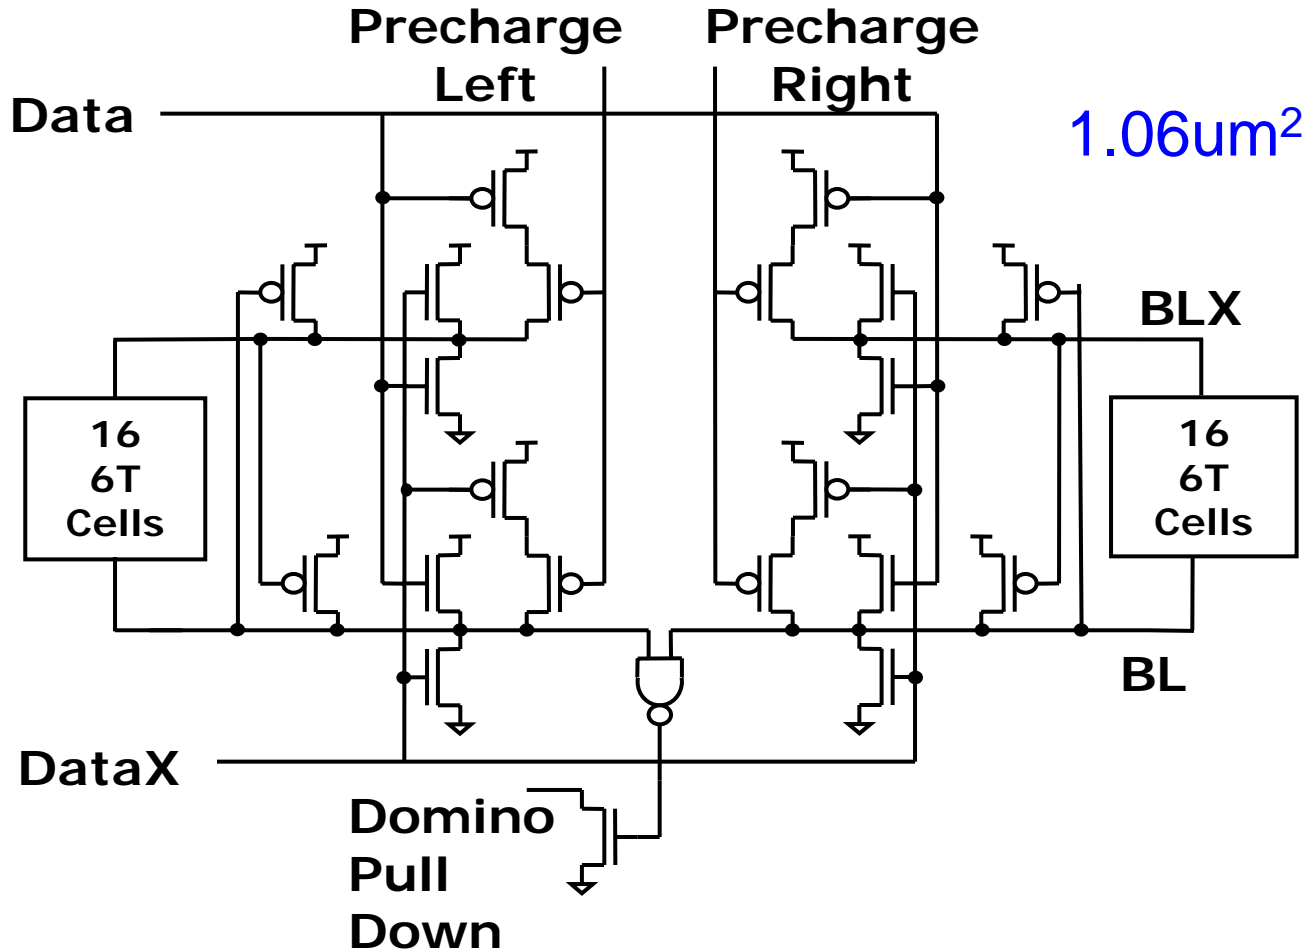 Precharge
Left
Precharge
Right
Data
1.06um²
BLX
16
6T
Cells
16
6T
Cells
BL
DataX
Domino
Pull
Down